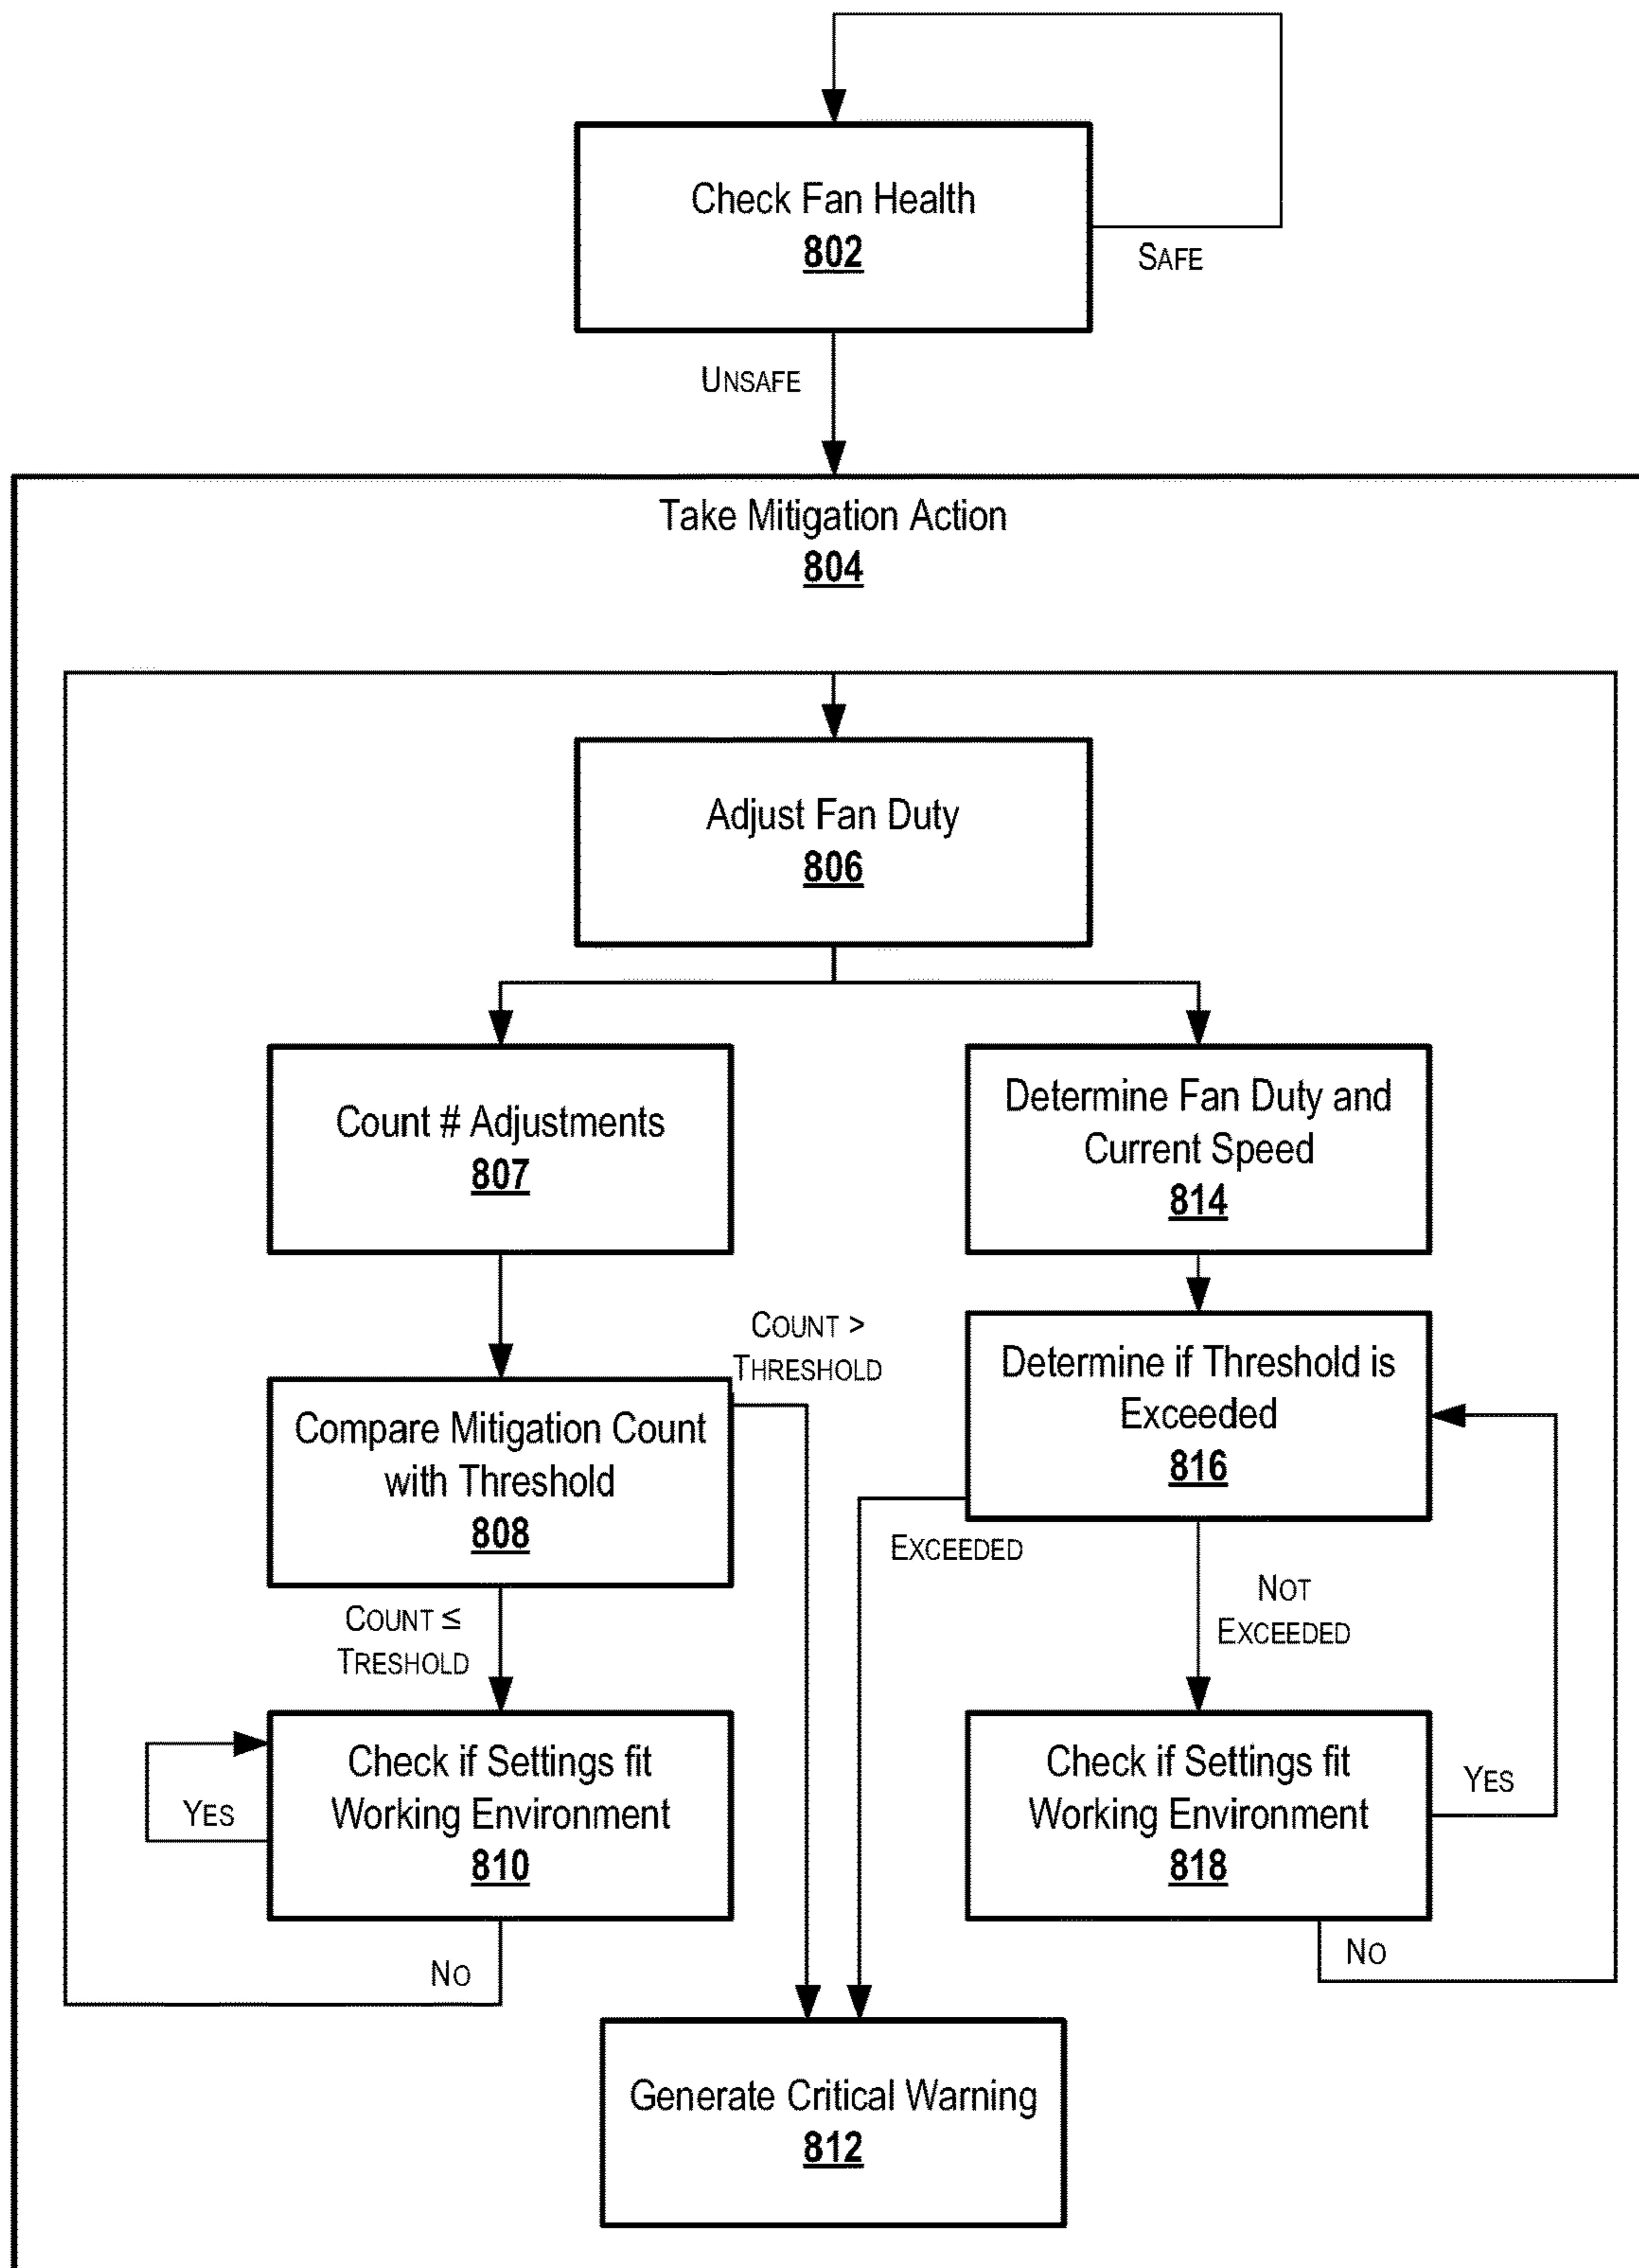 Check Fan Health
802
SAFE
UNSAFE
Take Mitigation Action
804
Adjust Fan Duty
806
Count # Adjustments
807
Determine Fan Duty and
Current Speed
814
COUNT >
THRESHOLD
Compare Mitigation Count
with Threshold
808
Determine if Threshold is
Exceeded
816
EXCEEDED
NOT
EXCEEDED
COUNT ≤
TRESHOLD
Check if Settings fit
Working Environment
810
YES
NO
Check if Settings fit
Working Environment
818
YES
NO
Generate Critical Warning
812